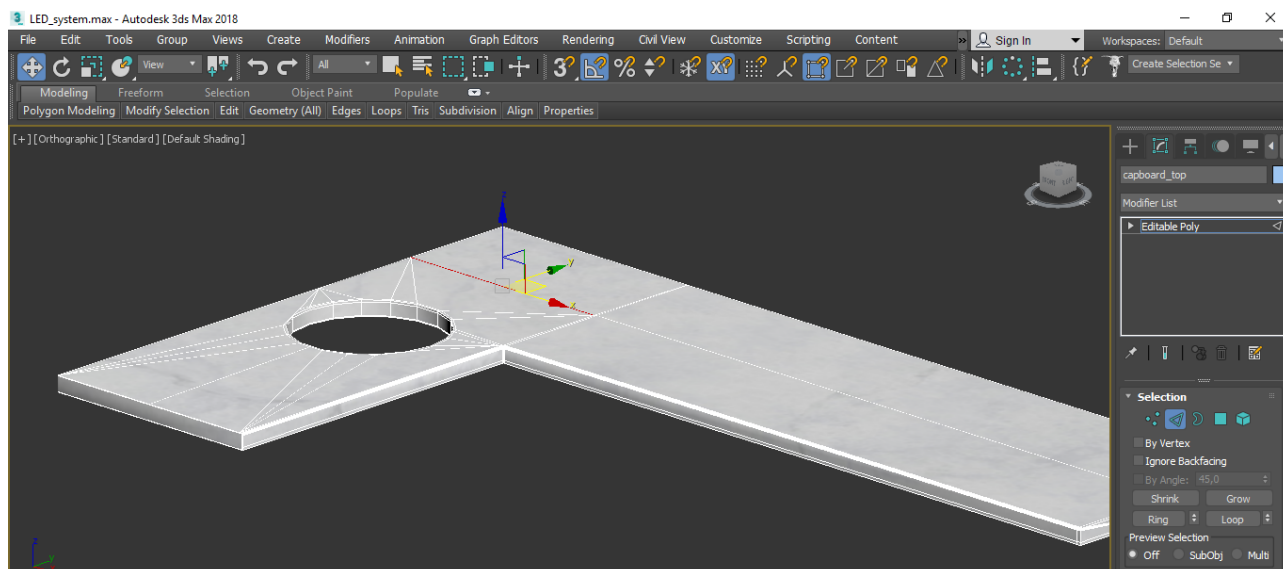 3 LED_system.max - Autodesk 3ds Max 2018
File Edit Tools Group Views Create Modifiers Animation Graph Editors Rendering Civil View Customize Scripting Content » Sign In Workspaces: Default
View All 3 % XY Create Selection Se
Modeling Freeform Selection Object Paint Populate
Polygon Modeling Modify Selection Edit Geometry (All) Edges Loops Tris Subdivision Align Properties
[+] [Orthographic] [Standard] [Default Shading]
capboard_top
Modifier List
Editable Poly
z
y
x
Selection
By Vertex
Ignore Backfacing
By Angle: 45,0
Shrink Grow
Ring Loop
Preview Selection
Off SubObj Multi
z
y